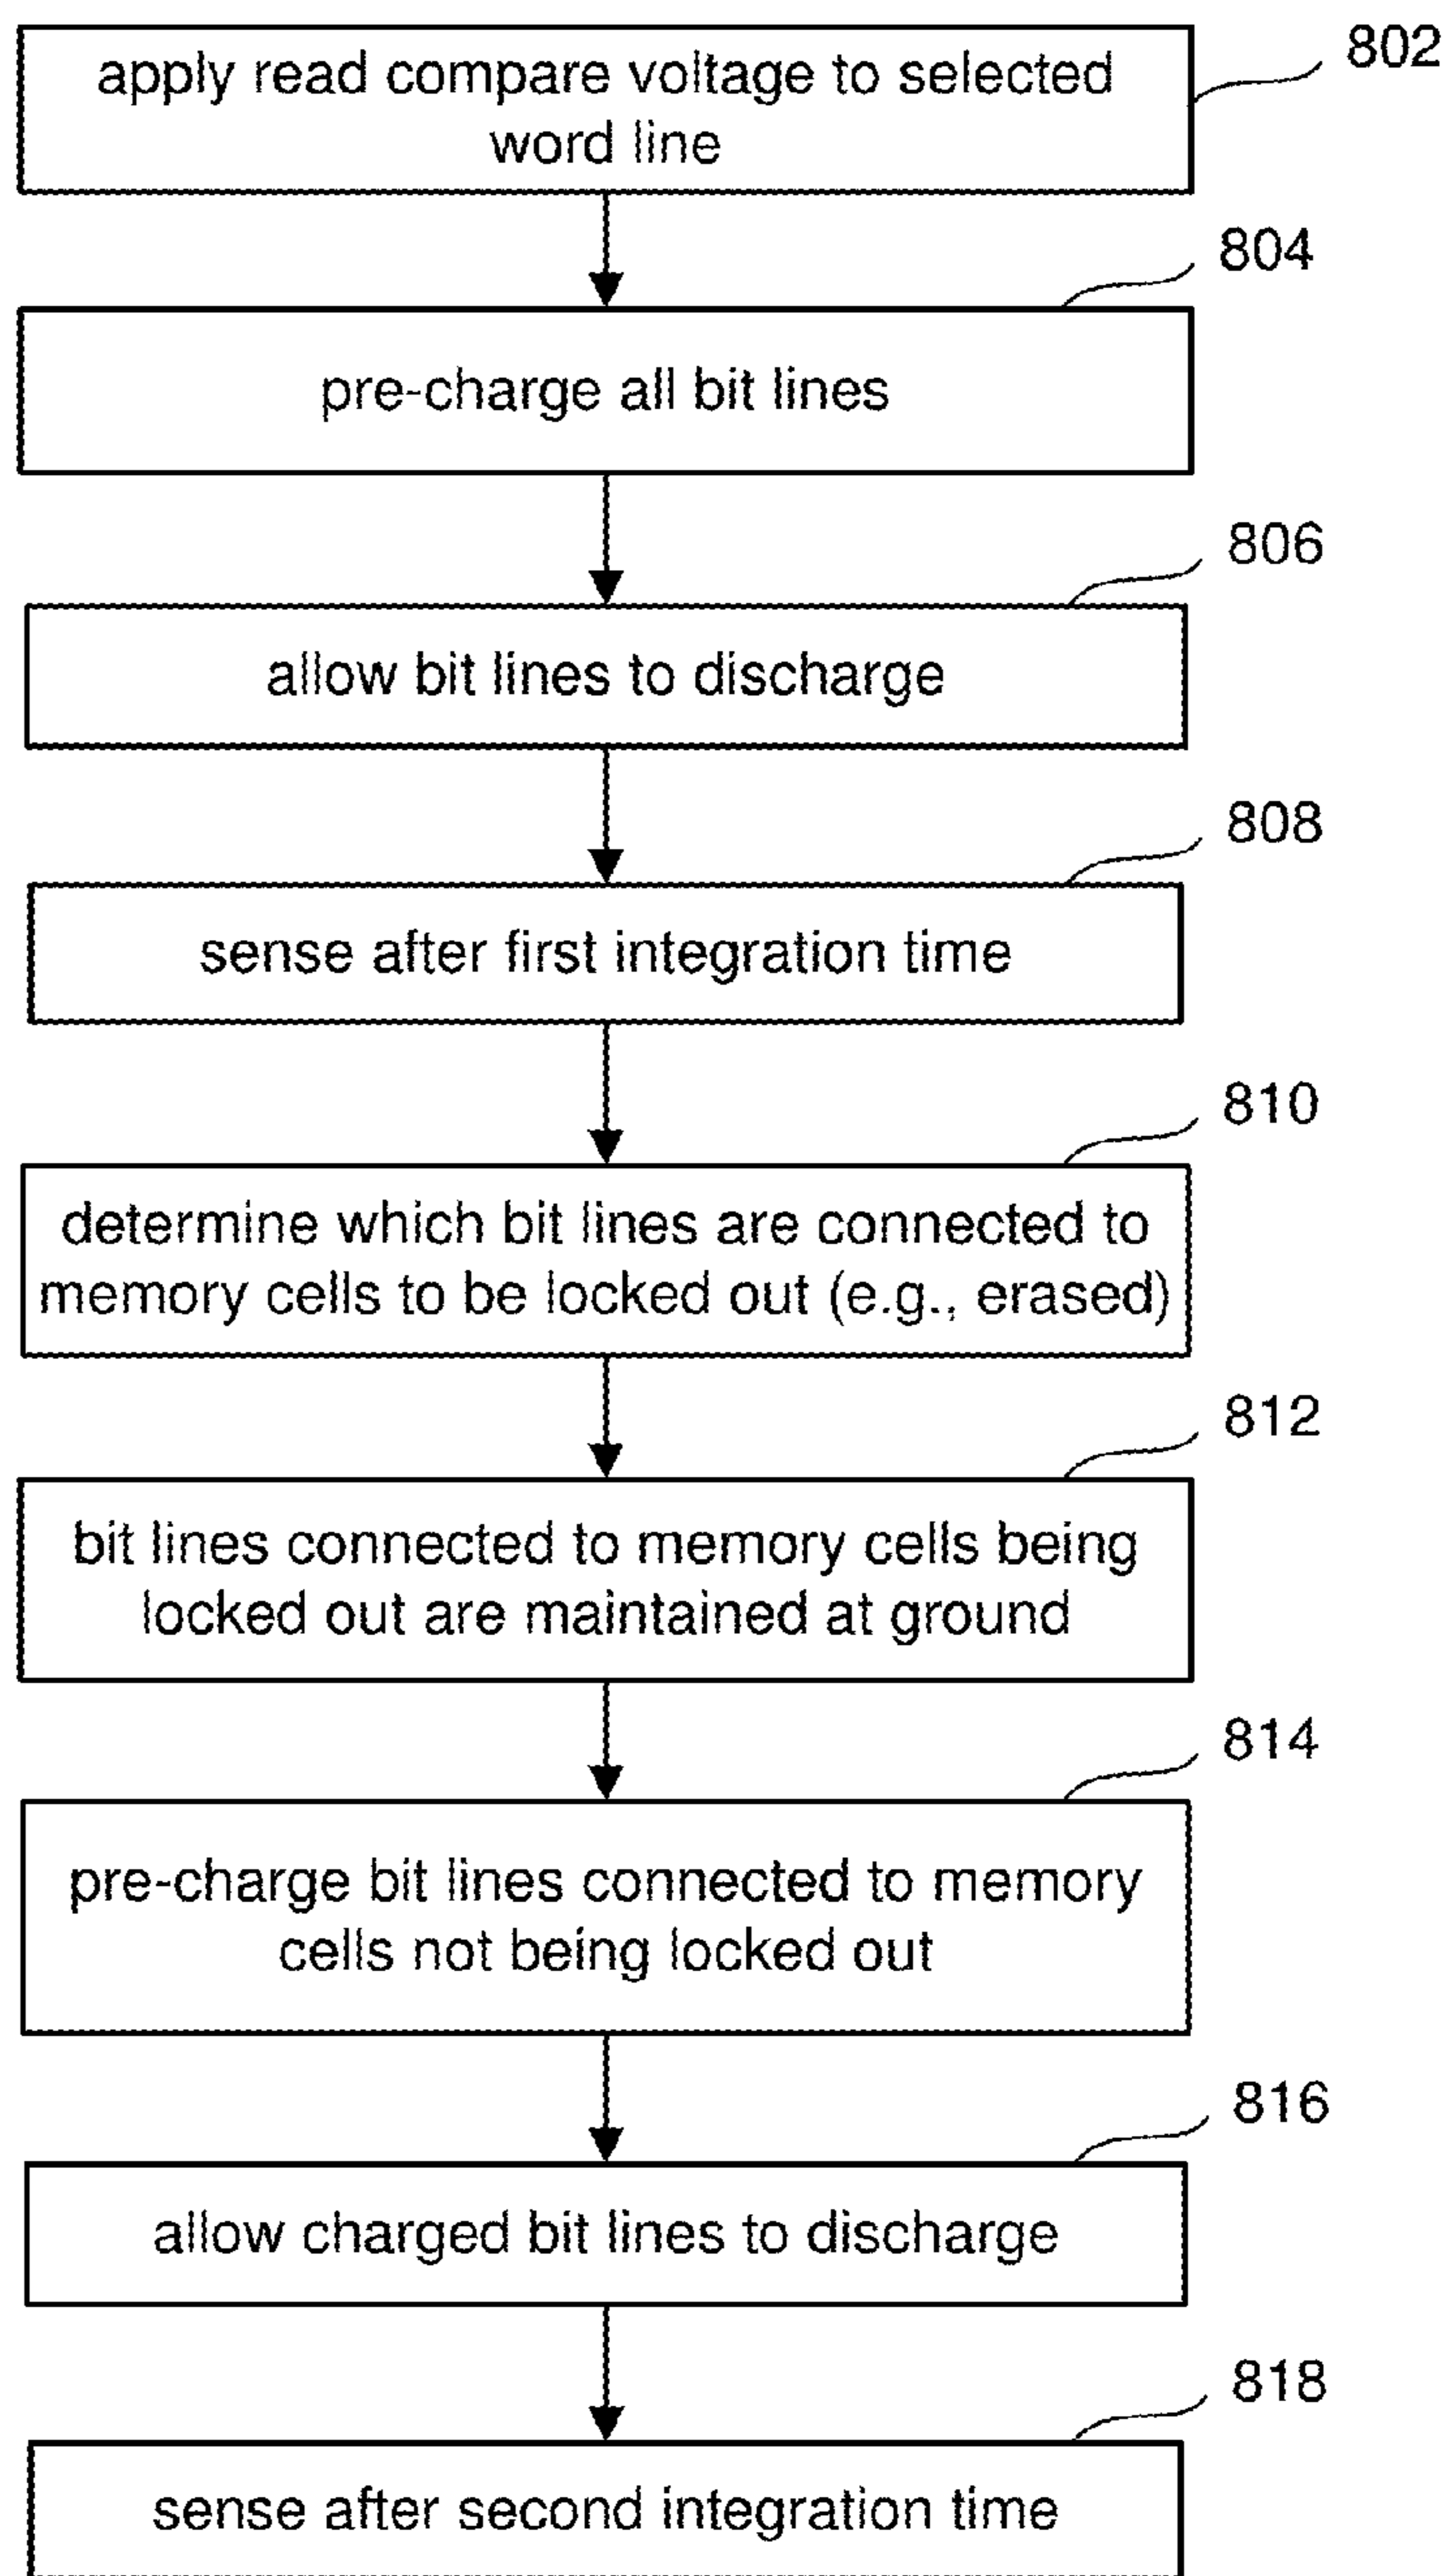 802
apply read compare voltage to selected
word line
804
pre-charge all bit lines
806
allow bit lines to discharge
808
sense after first integration time
810
determine which bit lines are connected to
memory cells to be locked out (e.g., erased)
812
bit lines connected to memory cells being
locked out are maintained at ground
814
pre-charge bit lines connected to memory
cells not being locked out
816
allow charged bit lines to discharge
818
sense after second integration time